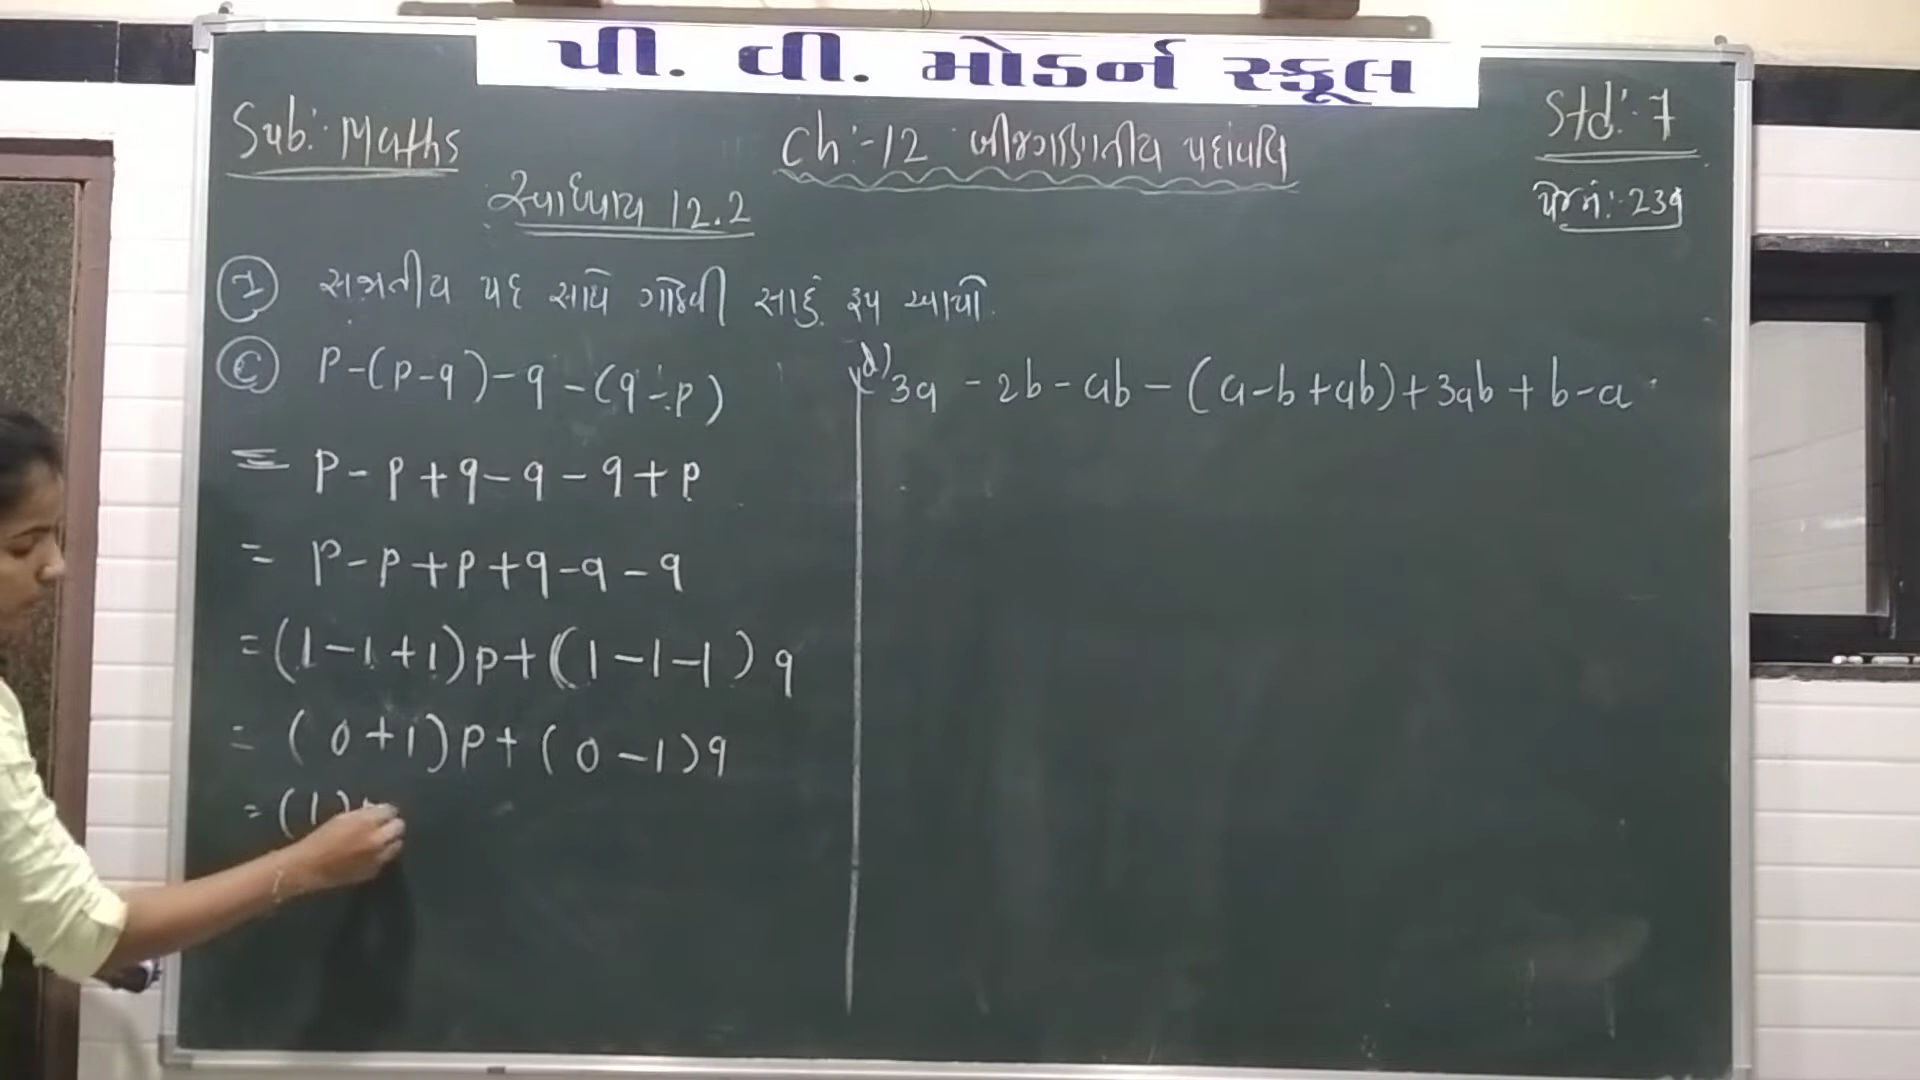 પી. વી. મોડર્ન સ્કૂલ
Sub:- Maths
Ch:-12 બીજગણિતીય પદાવલિ
Std:-7
પેજ નં:-239
સ્વાધ્યાય 12.2
① સજાતીય પદ સાથે ગોઠવી સાદું રૂપ આપો.
ⓒ p-(p-q)-q-(q-p)
= p-p+q-q-q+p
= p-p+p+q-q-q
=(1-1+1)p+(1-1-1)q
= (0+1)p+(0-1)q
=(1)
d) 3a -2b-ab-(a-b+ab)+3ab+b-a